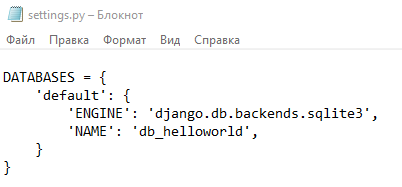 settings.py – Блокнот
Файл Правка Формат Вид Справка
DATABASES = {
    'default': {
        'ENGINE': 'django.db.backends.sqlite3',
        'NAME': 'db_helloworld',
    }
}